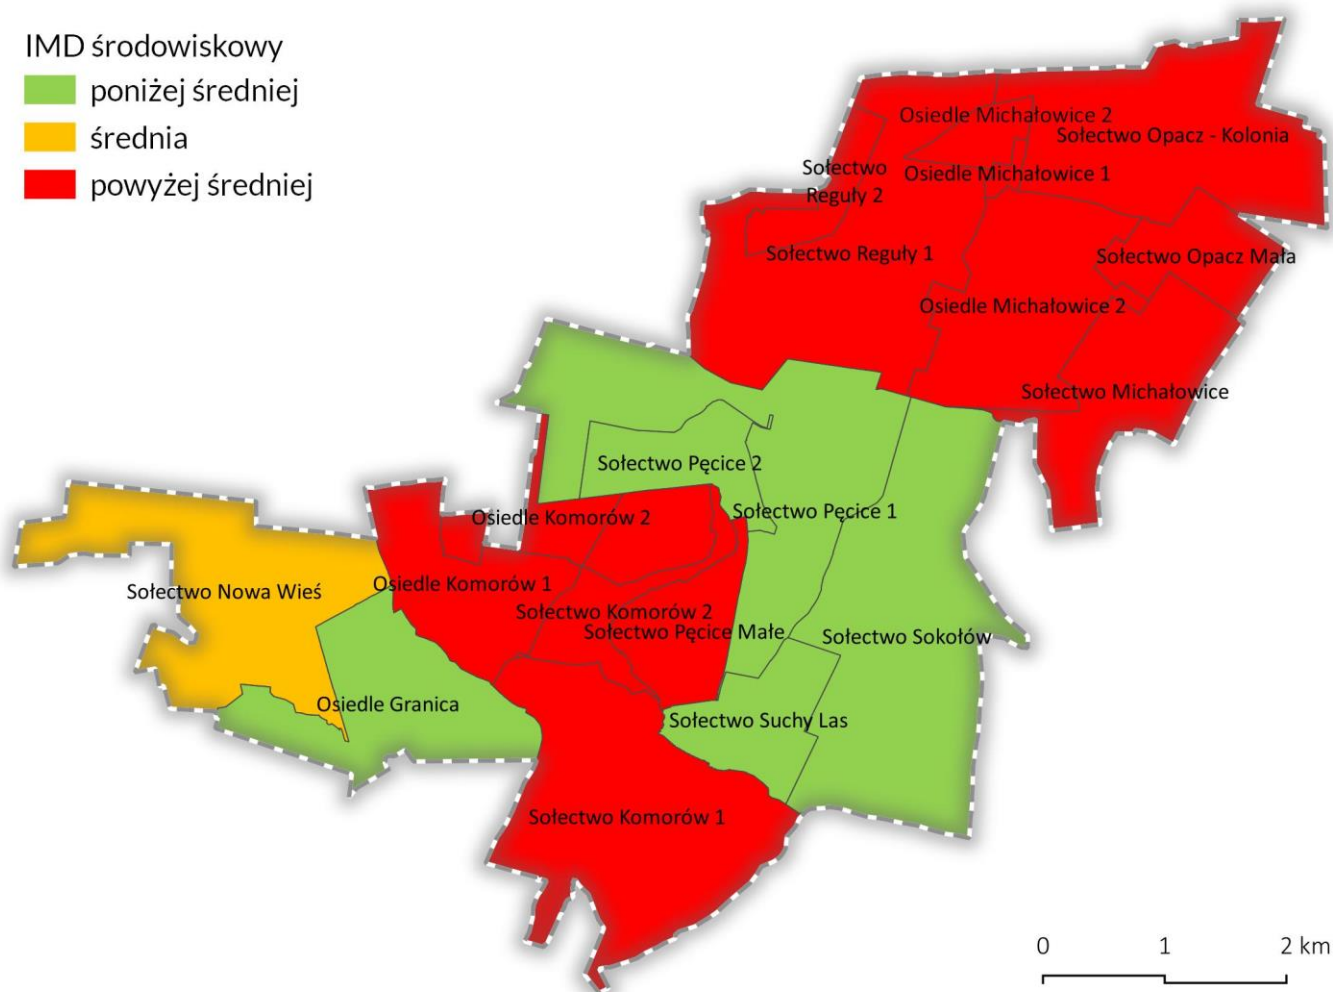 IMD środowiskowy
poniżej średniej
średnia
powyżej średniej
Osiedle Michałowice 2
Sołectwo Opacz - Kolonia
Sołectwo
Reguły 2
Osiedle Michałowice 1
Sołectwo Reguły 1
Sołectwo Opacz Mała
Osiedle Michałowice 2
Sołectwo Michałowice
Sołectwo Pęcice 2
Sołectwo Pęcice 1
Osiedle Komorów 2
Sołectwo Nowa Wieś
Osiedle Komorów 1
Sołectwo Komorów 2
Sołectwo Pęcice Małe
Sołectwo Sokołów
Osiedle Granica
Sołectwo Suchy Las
Sołectwo Komorów 1
0 1 2 km